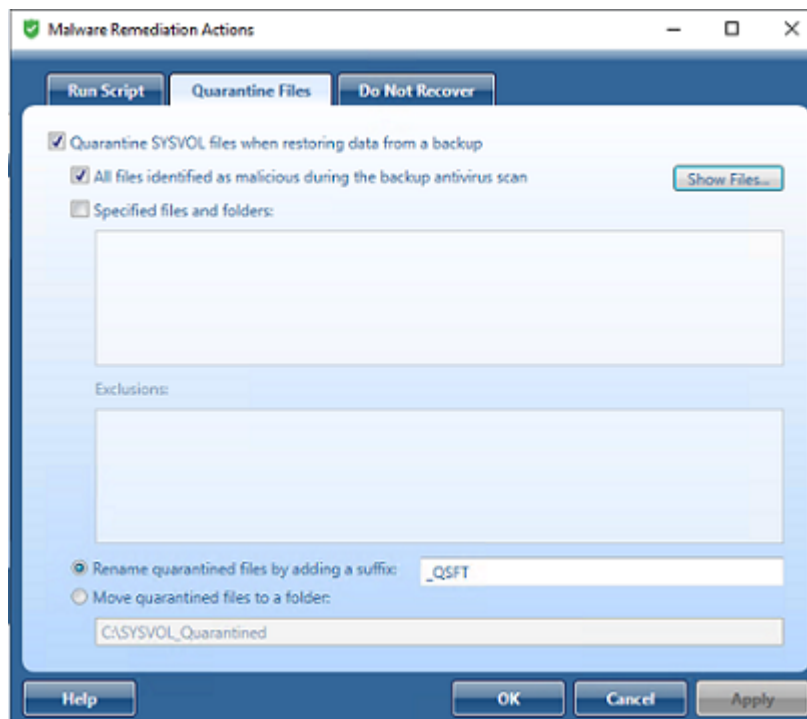 Malware Remediation Actions
Run Script Quarantine Files Do Not Recover
Quarantine SYSVOL files when restoring data from a backup
All files identified as malicious during the backup antivirus scan Show Files...
Specified files and folders:
Exclusions:
Rename quarantined files by adding a suffix: _QSFT
Move quarantined files to a folder:
C:\SYSVOL_Quarantined
Help OK Cancel Apply